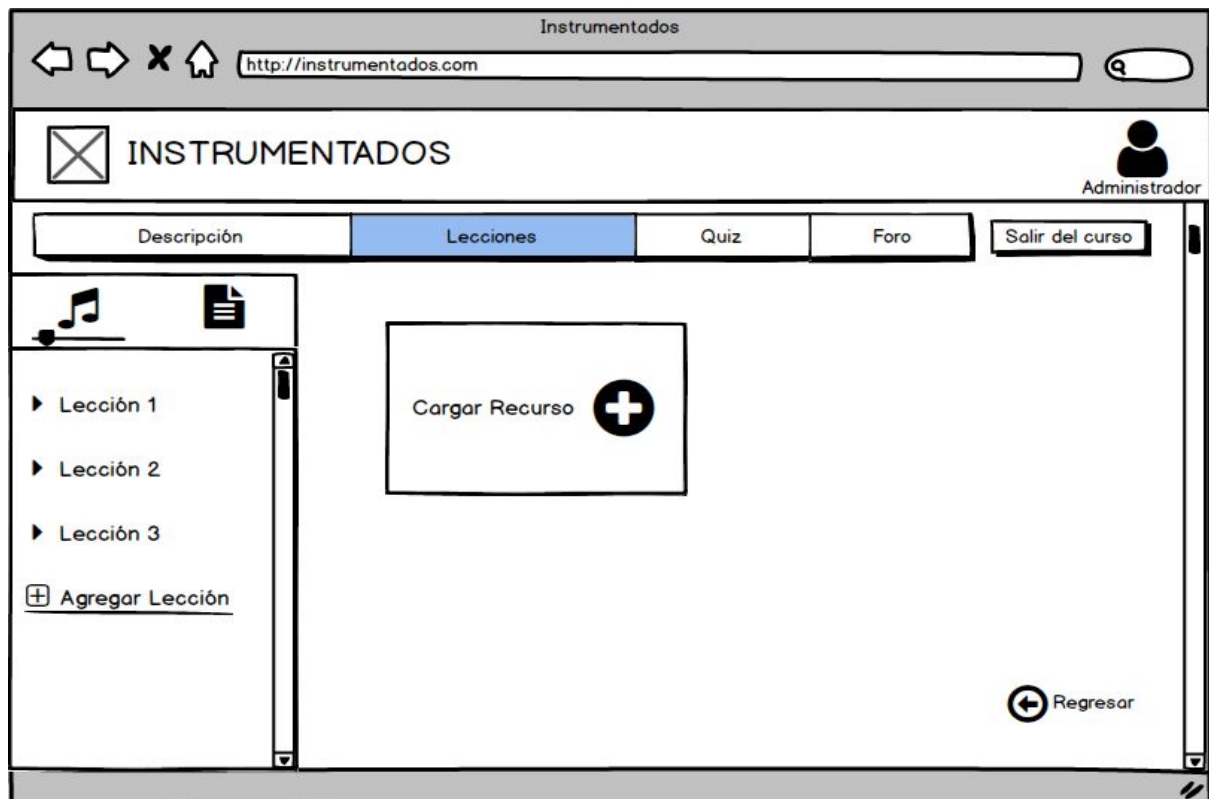 Instrumentados
http://instrumentados.com
INSTRUMENTADOS
Administrador
Descripción
Lecciones
Quiz
Foro
Salir del curso
Lección 1
Lección 2
Lección 3
Agregar Lección
Cargar Recurso
Regresar